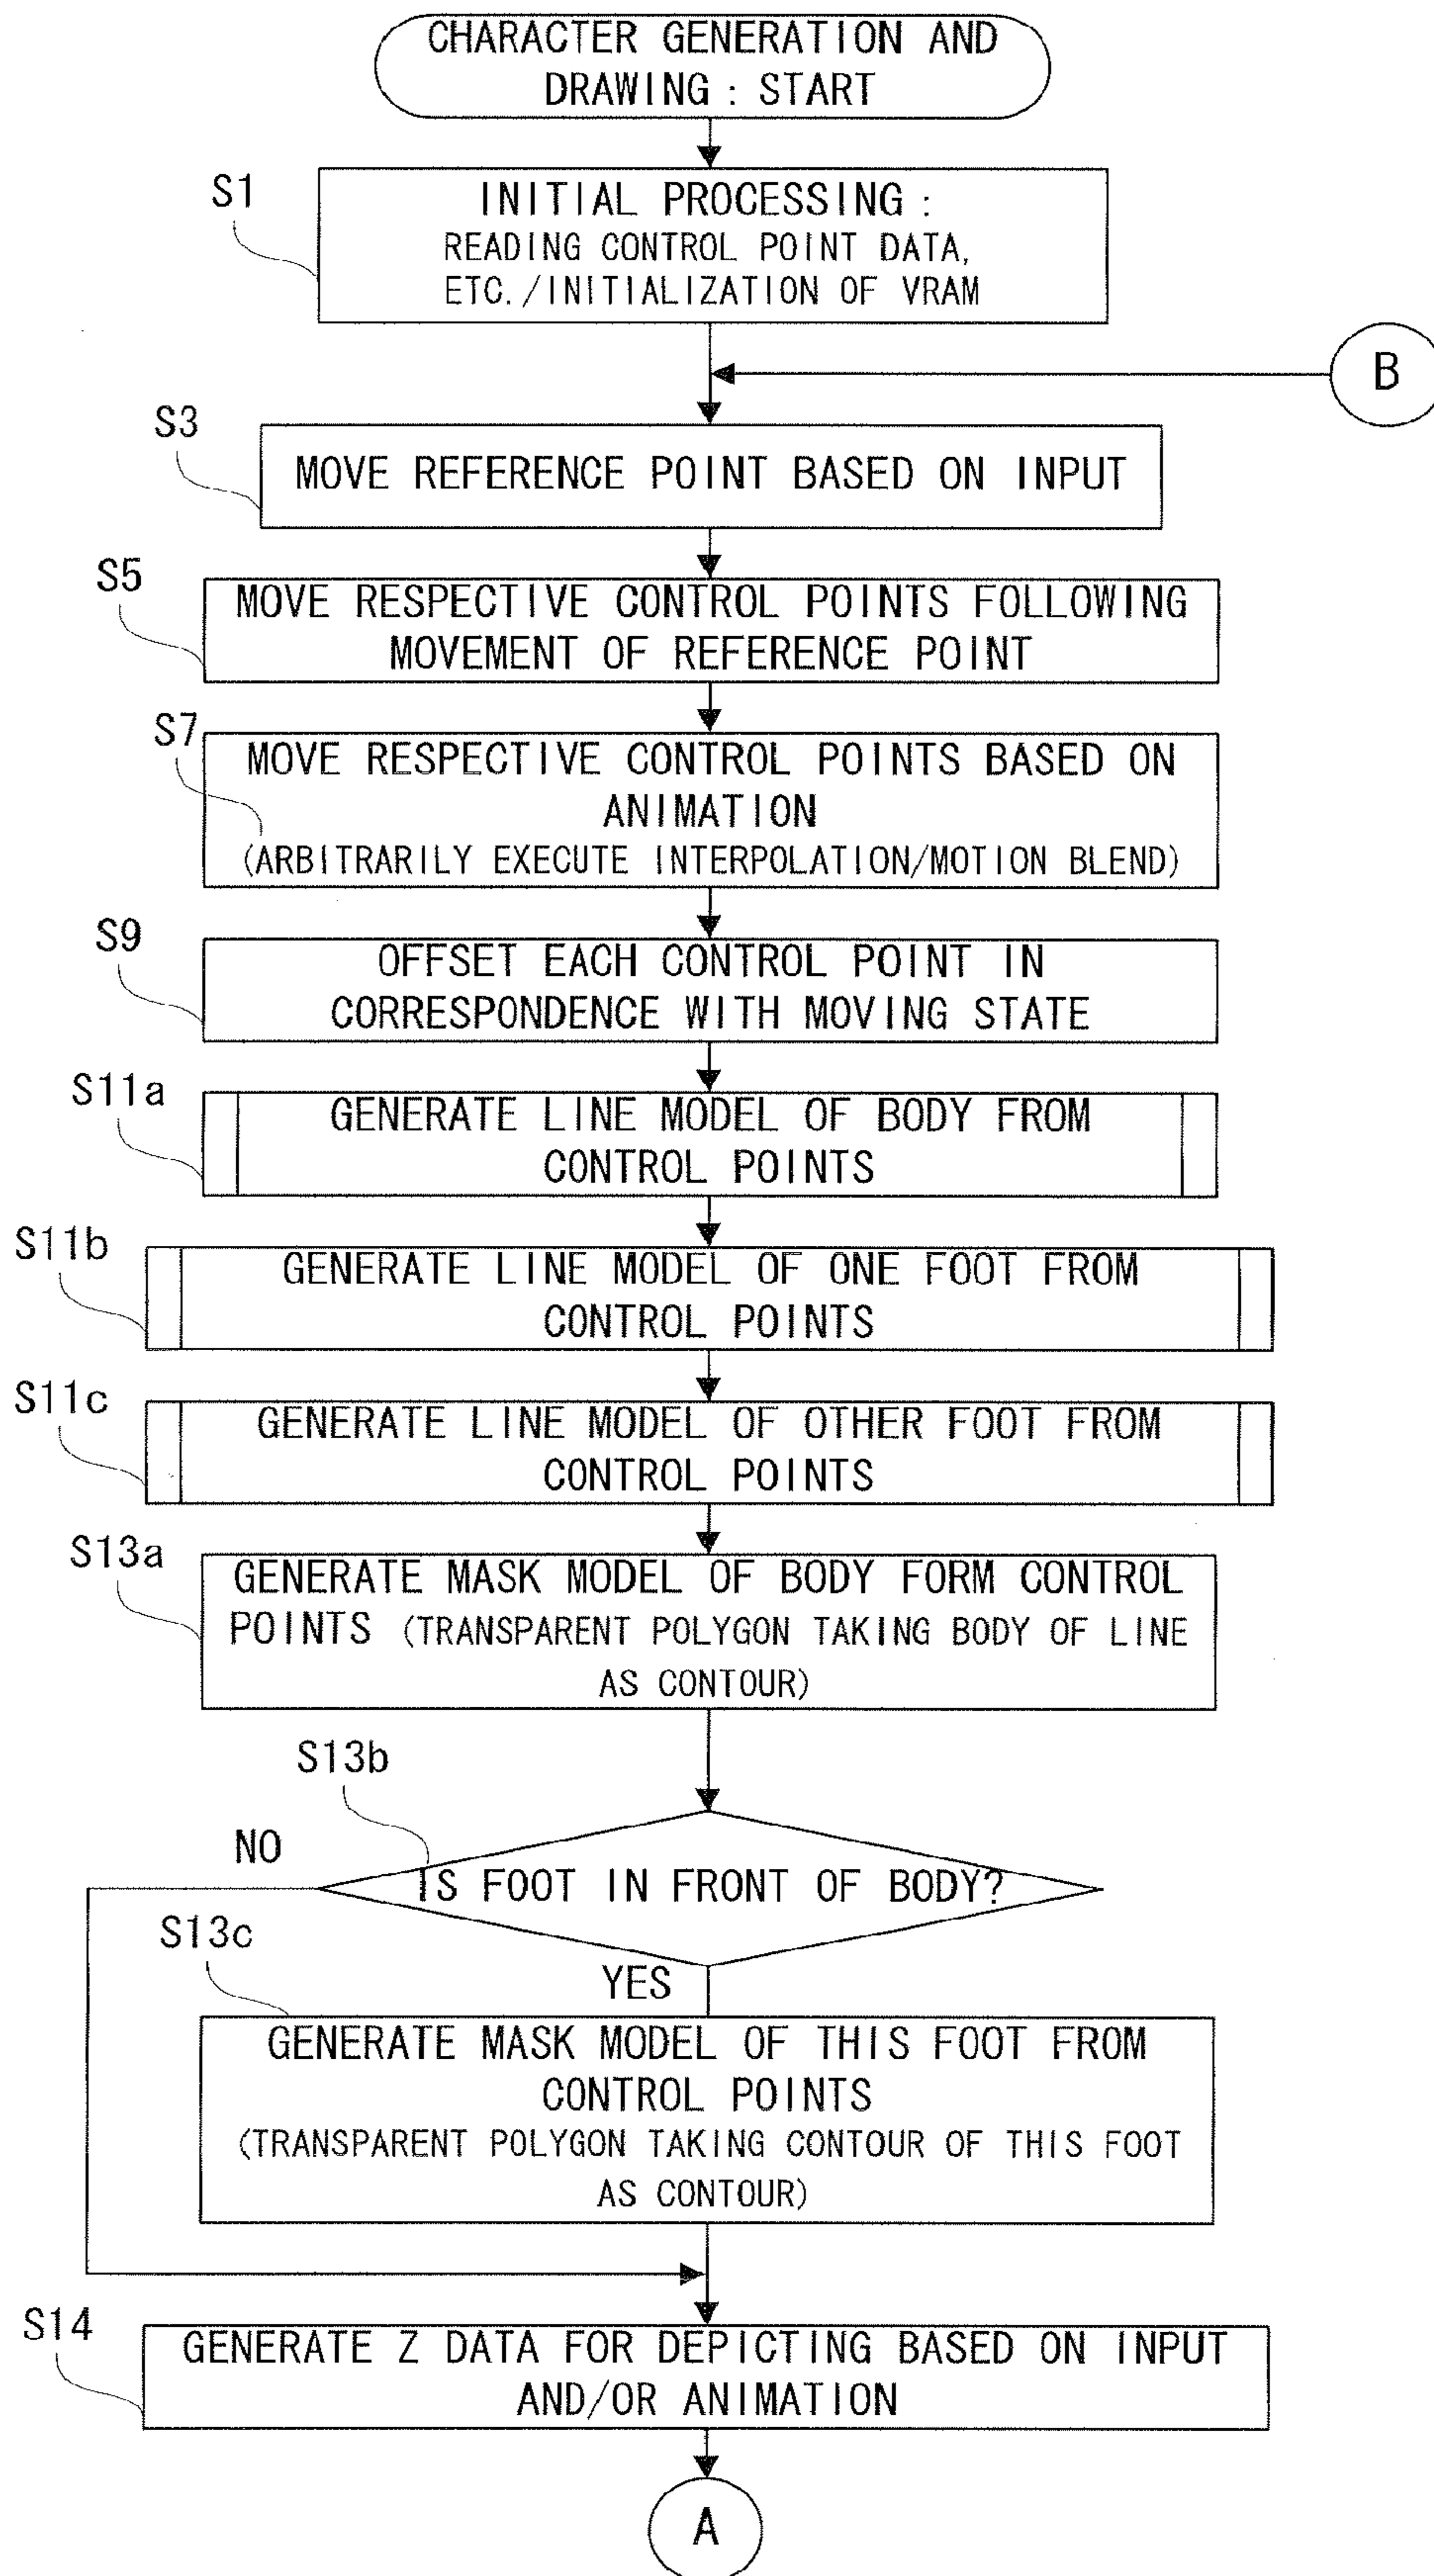 CHARACTER GENERATION AND
DRAWING : START
S1
INITIAL PROCESSING :
READING CONTROL POINT DATA,
ETC./INITIALIZATION OF VRAM
B
S3
MOVE REFERENCE POINT BASED ON INPUT
S5
MOVE RESPECTIVE CONTROL POINTS FOLLOWING
MOVEMENT OF REFERENCE POINT
S7
MOVE RESPECTIVE CONTROL POINTS BASED ON
ANIMATION
(ARBITRARILY EXECUTE INTERPOLATION/MOTION BLEND)
S9
OFFSET EACH CONTROL POINT IN
CORRESPONDENCE WITH MOVING STATE
S11a
GENERATE LINE MODEL OF BODY FROM
CONTROL POINTS
S11b
GENERATE LINE MODEL OF ONE FOOT FROM
CONTROL POINTS
S11c
GENERATE LINE MODEL OF OTHER FOOT FROM
CONTROL POINTS
S13a
GENERATE MASK MODEL OF BODY FORM CONTROL
POINTS (TRANSPARENT POLYGON TAKING BODY OF LINE
AS CONTOUR)
S13b
NO
IS FOOT IN FRONT OF BODY?
S13c
YES
GENERATE MASK MODEL OF THIS FOOT FROM
CONTROL POINTS
(TRANSPARENT POLYGON TAKING CONTOUR OF THIS FOOT
AS CONTOUR)
S14
GENERATE Z DATA FOR DEPICTING BASED ON INPUT
AND/OR ANIMATION
A